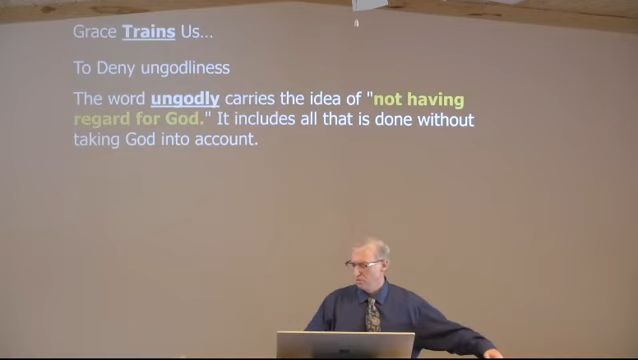 Grace Trains Us...
To Deny ungodliness
The word ungodly carries the idea of "not having
regard for God." It includes all that is done without
taking God into account.